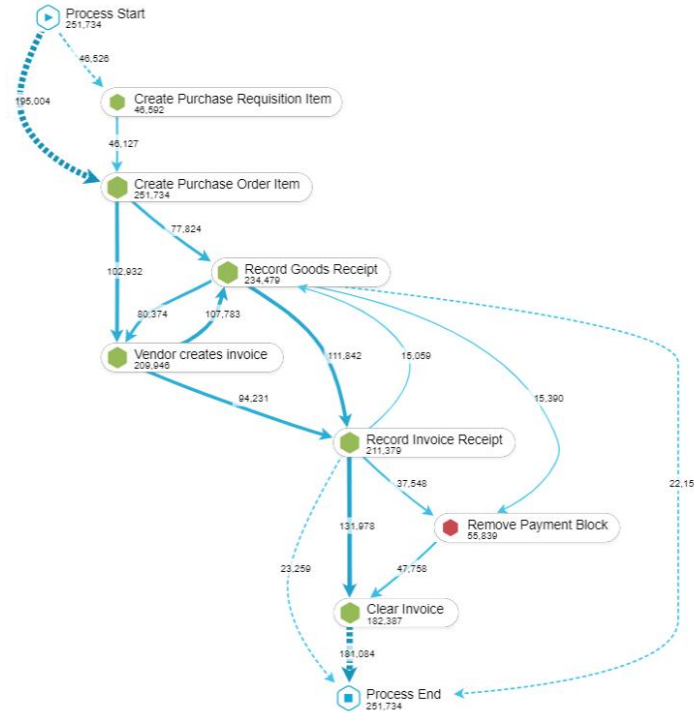 Process Start
251,734
46,526
195,004
Create Purchase Requisition Item
46,592
46,127
Create Purchase Order Item
251,734
77,824
102,932
Record Goods Receipt
234,479
80,374
107,783
Vendor creates invoice
209,946
111,842
15,059
94,231
15,390
Record Invoice Receipt
211,379
37,548
22,15
131,978
Remove Payment Block
55,839
23,259
47,758
Clear Invoice
182,387
181,084
Process End
251,734